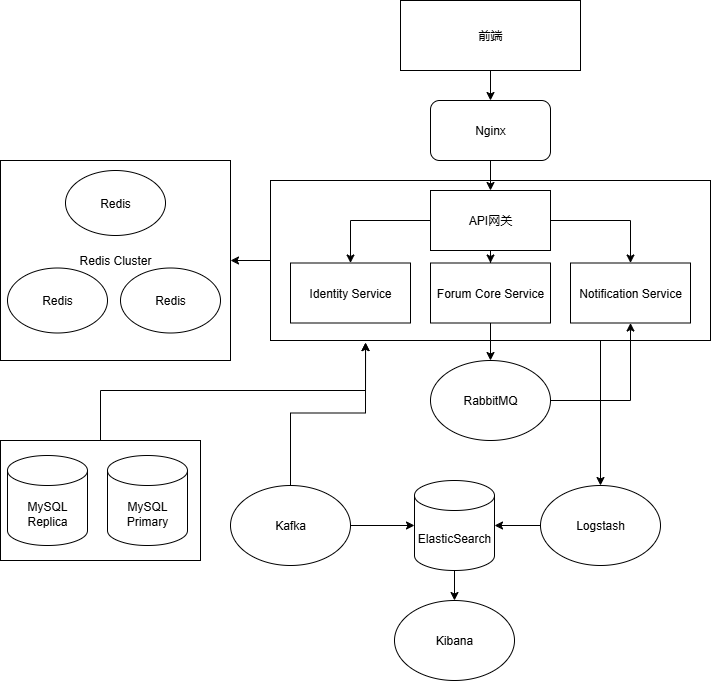 前端
Nginx
API网关
Redis
Redis Cluster
Redis
Redis
Identity Service
Forum Core Service
Notification Service
RabbitMQ
MySQL
Replica
MySQL
Primary
Kafka
ElasticSearch
Logstash
Kibana